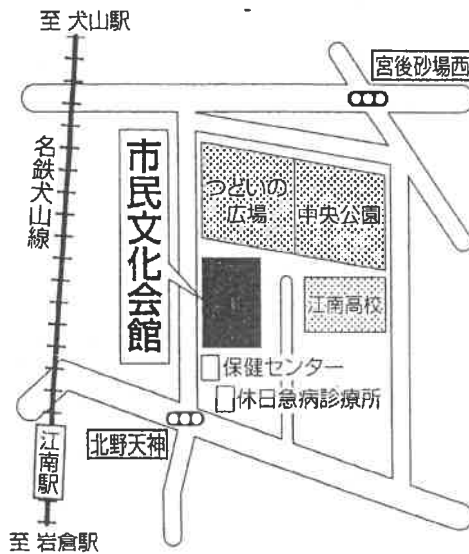 至 犬山駅
宮後砂場西
名鉄犬山線
市民文化会館
つどいの
広場
中央公園
江南高校
保健センター
休日急病診療所
北野天神
江南駅
至 岩倉駅